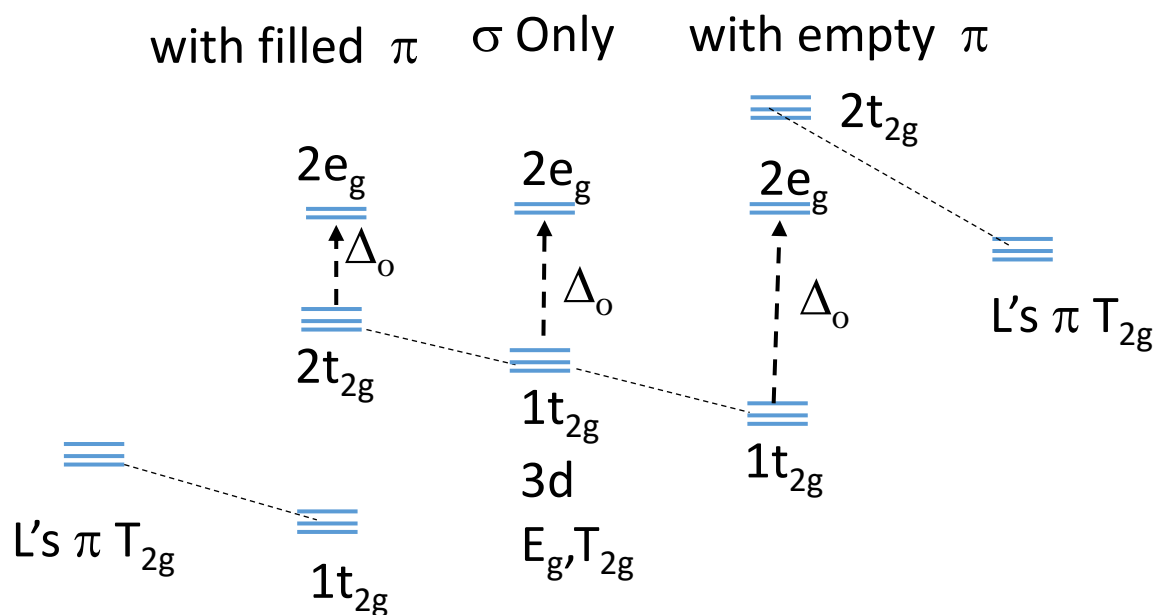 with filled π
σ Only
with empty π
2t₂g
2eg
2eg
2eg
Δo
Δo
Δo
L's π T₂g
2t₂g
1t₂g
1t₂g
3d
L's π T₂g
Eg,T₂g
1t₂g